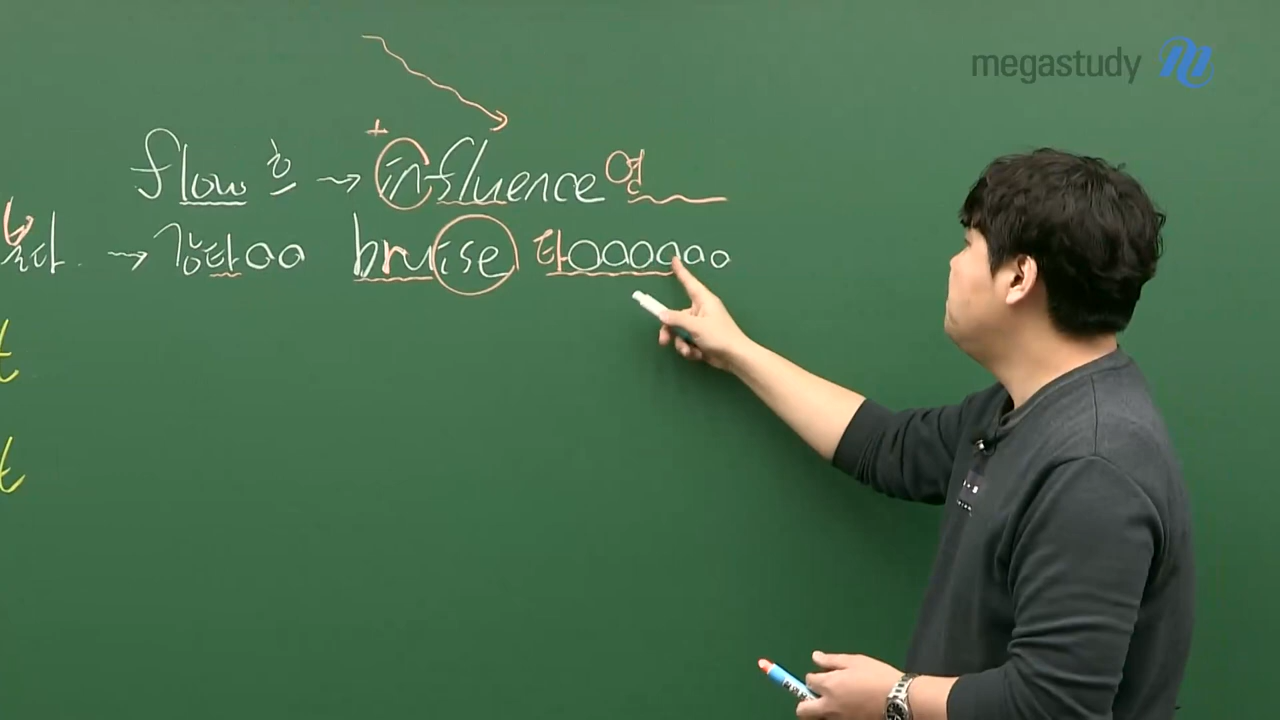 megastudy
flow 흐 → influence 영
→ 강타OO bruise 타OOOOOO
t
t